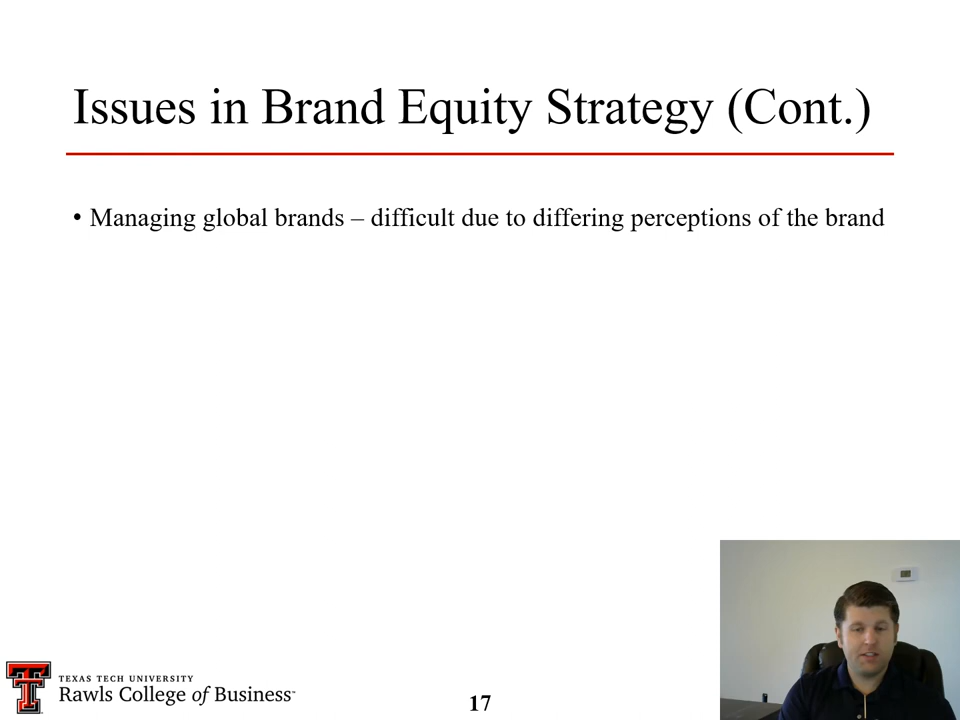 Issues in Brand Equity Strategy (Cont.)
• Managing global brands – difficult due to differing perceptions of the brand
TEXAS TECH UNIVERSITY
Rawls College of Business™
17